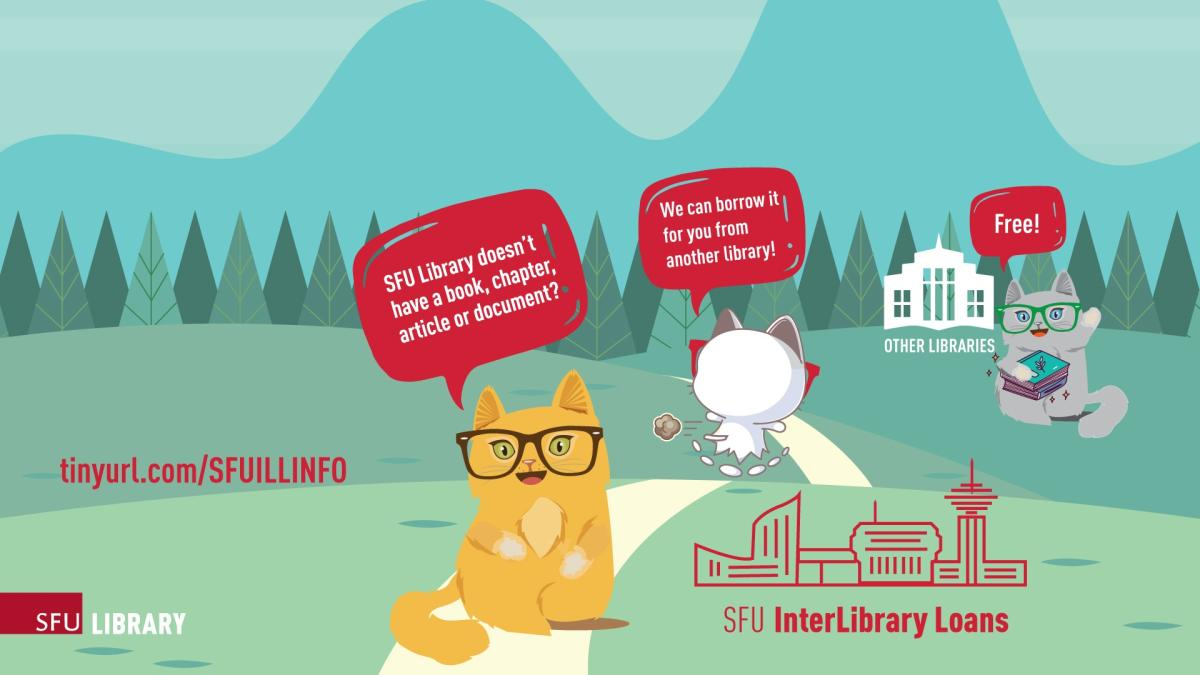 SFU Library doesn't
have a book, chapter,
article or document?
We can borrow it
for you from
another library!
Free!
OTHER LIBRARIES
tinyurl.com/SFUILLINFO
SFU InterLibrary Loans
SFU LIBRARY